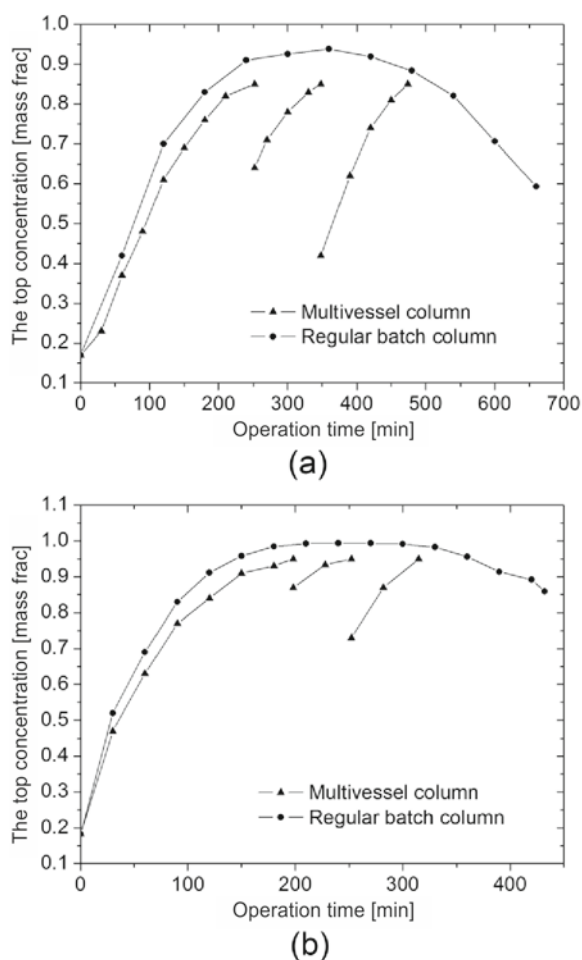 The top concentration [mass frac]
1.0
0.9
0.8
0.7
0.6
0.5
0.4
0.3
0.2
0.1
Multivessel column
Regular batch column
0 100 200 300 400 500 600 700
Operation time [min]
(a)
The top concentration [mass frac]
1.1
1.0
0.9
0.8
0.7
0.6
0.5
0.4
0.3
0.2
0.1
Multivessel column
Regular batch column
0 100 200 300 400
Operation time [min]
(b)